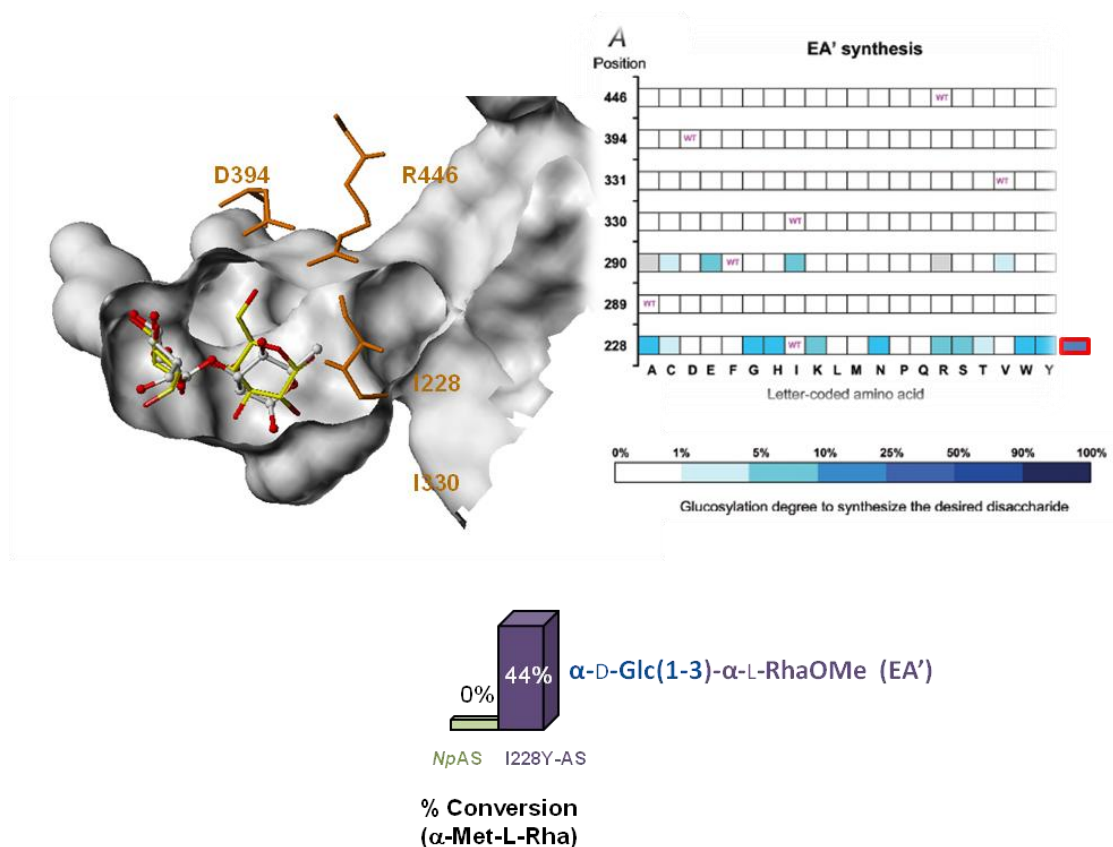 D394
R446
I228
I330
A
EA' synthesis
Position
446
WT
394
WT
331
WT
330
WT
290
WT
289
WT
228
WT
A C D E F G H I K L M N P Q R S T V W Y
Letter-coded amino acid
0% 1% 5% 10% 25% 50% 90% 100%
Glucosylation degree to synthesize the desired disaccharide
0%
44%
α-D-Glc(1-3)-α-L-RhaOMe (EA')
NpAS I228Y-AS
% Conversion
(α-Met-L-Rha)